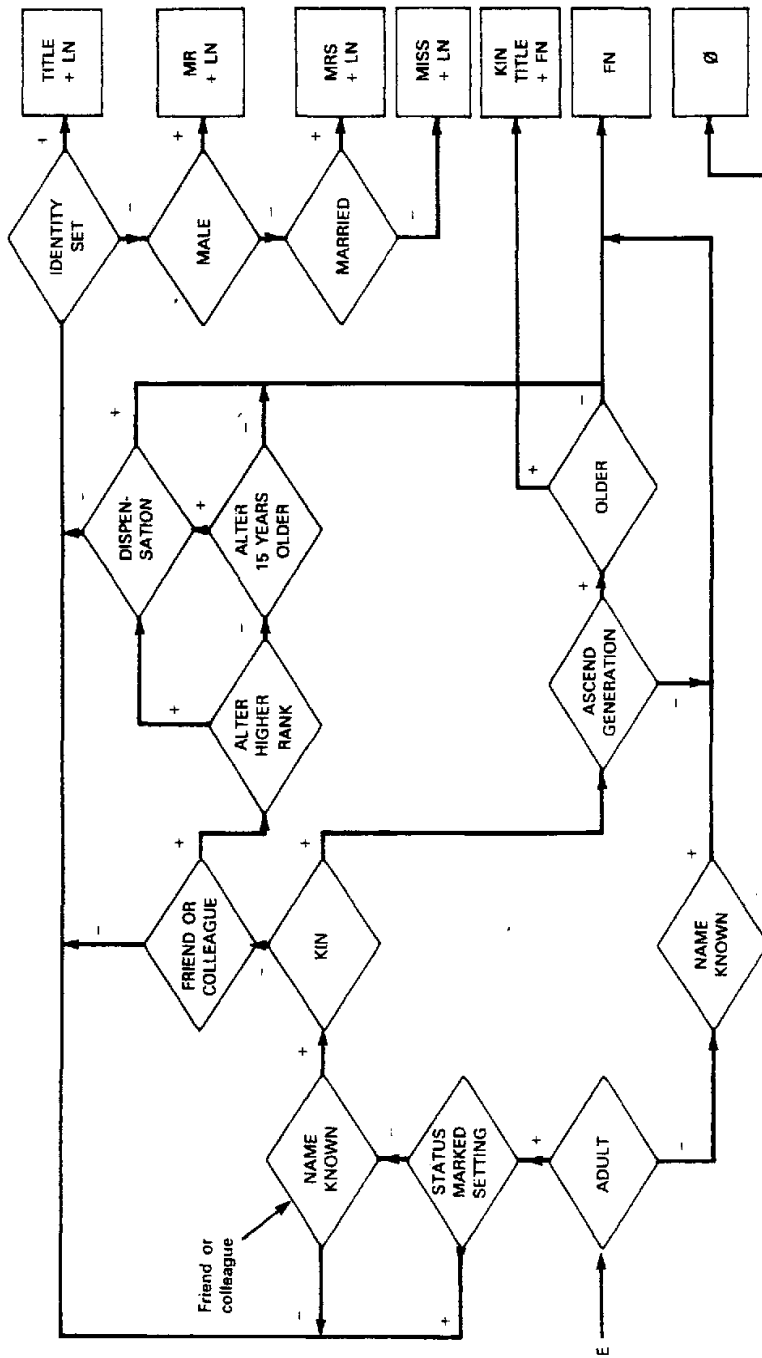 TITLE
+ LN
+
IDENTITY
SET
-
MR
+ LN
+
MALE
-
MRS
+ LN
+
MARRIED
-
MISS
+ LN
KIN
TITLE
+ FN
FN
Ø
-
+
DISPEN-
SATION
+
-
ALTER
15 YEARS
OLDER
-
+
ALTER
HIGHER
RANK
+
-
OLDER
+
ASCEND
GENERATION
-
-
+
FRIEND OR
COLLEAGUE
-
+
KIN
+
NAME
KNOWN
+
NAME
KNOWN
-
-
Friend or
colleague
STATUS
MARKED
SETTING
+
+
ADULT
-
E